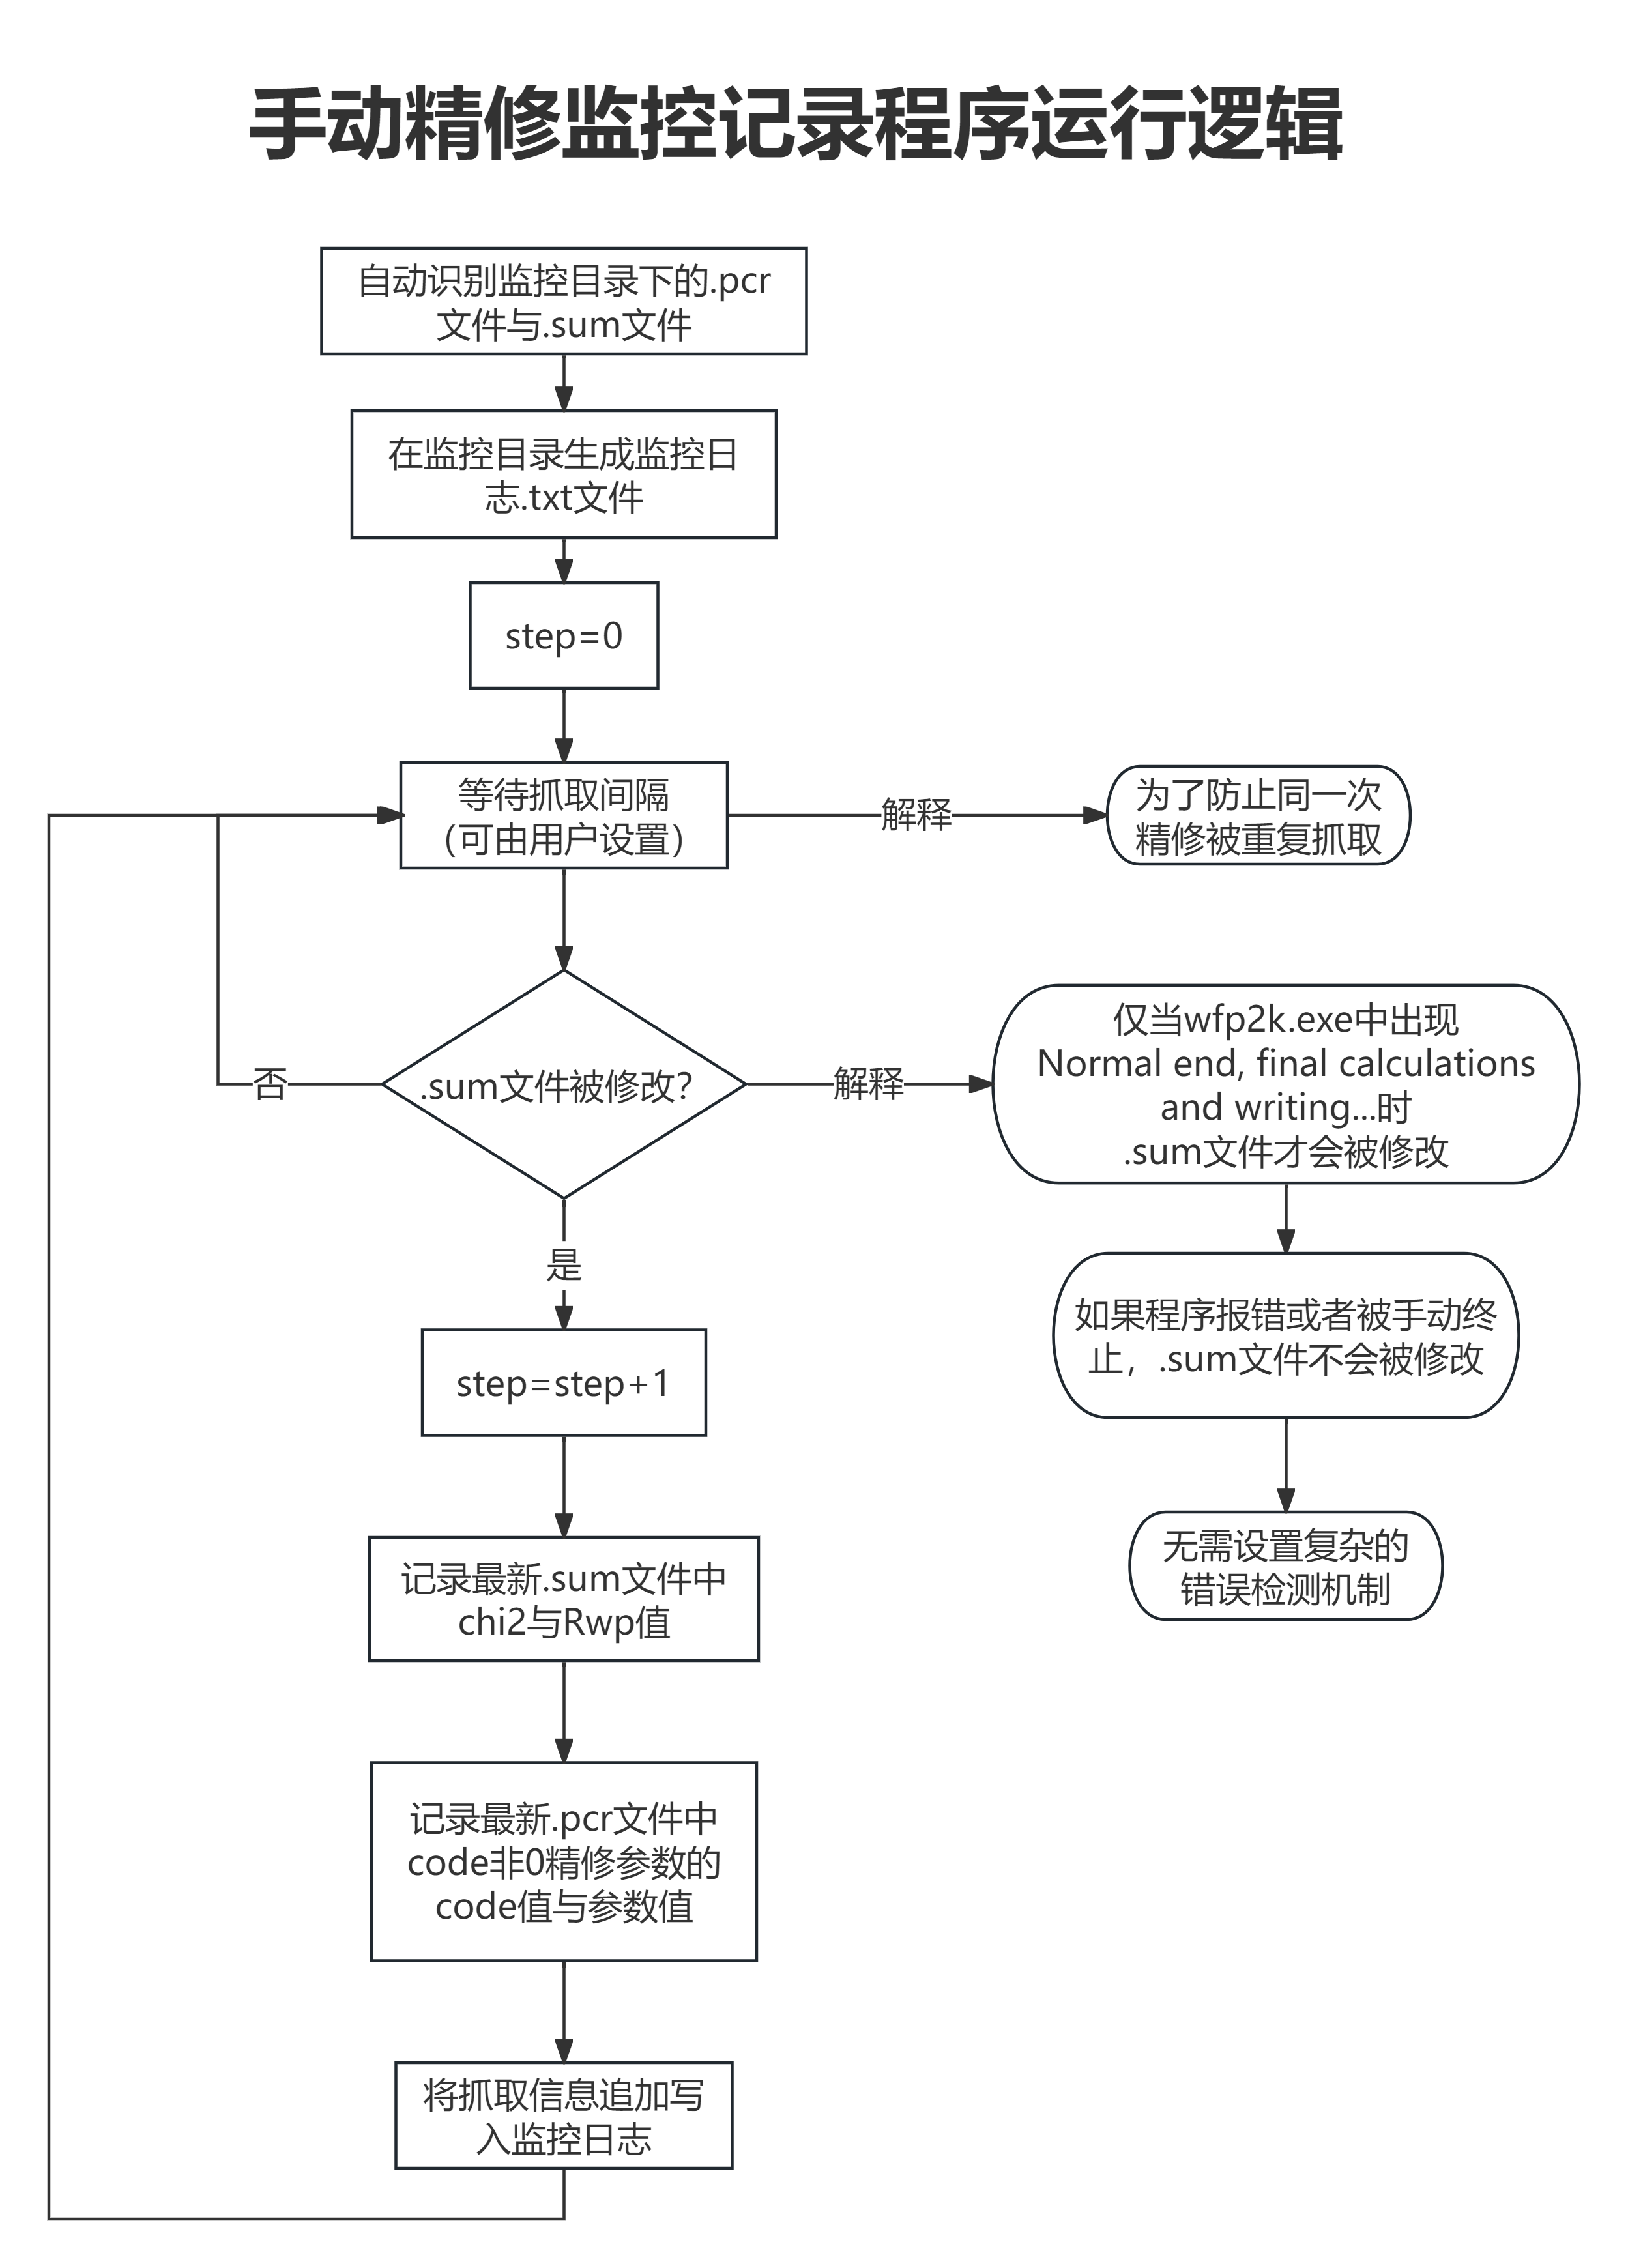 手动精修监控记录程序运行逻辑
自动识别监控目录下的.pcr
文件与.sum文件
在监控目录生成监控日
志.txt文件
step=0
等待抓取间隔
（可由用户设置）
解释
为了防止同一次
精修被重复抓取
.sum文件被修改？
否
解释
仅当wfp2k.exe中出现
Normal end, final calculations
and writing...时
.sum文件才会被修改
是
如果程序报错或者被手动终
止，.sum文件不会被修改
step=step+1
无需设置复杂的
错误检测机制
记录最新.sum文件中
chi2与Rwp值
记录最新.pcr文件中
code非0精修参数的
code值与参数值
将抓取信息追加写
入监控日志